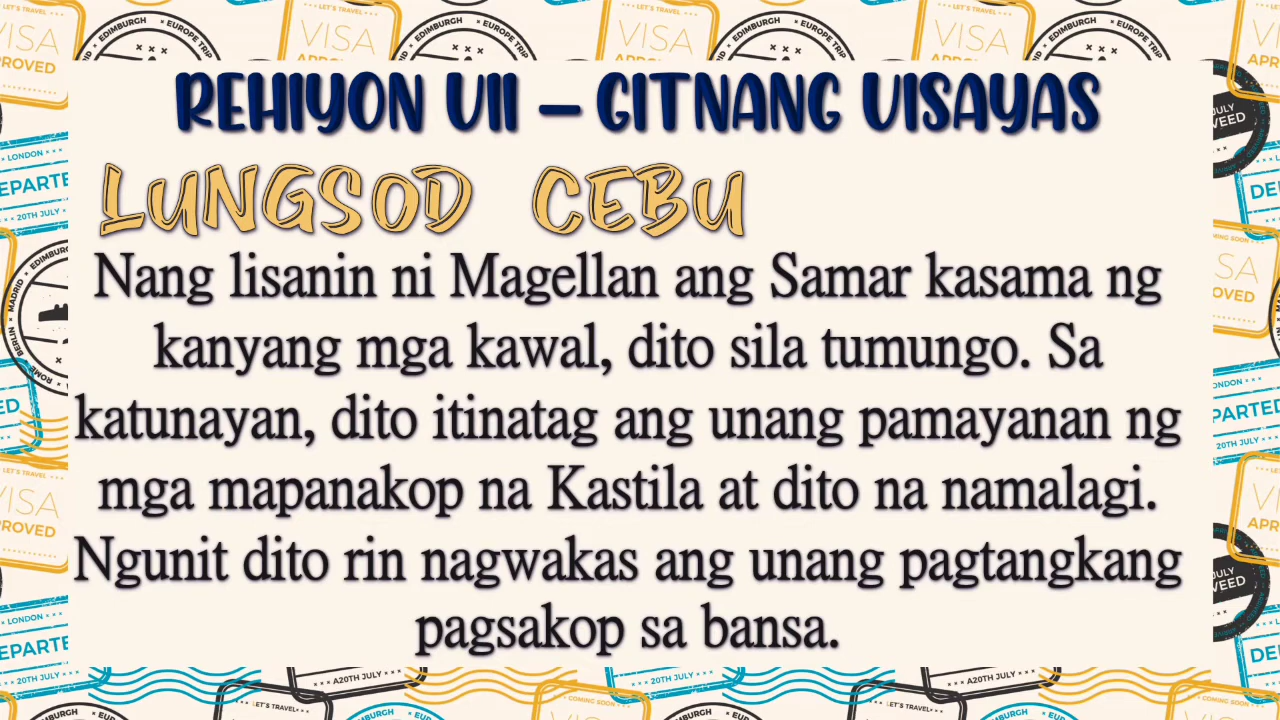 REHIYON VII – GITNANG VISAYAS
LUNGSOD CEBU
Nang lisanin ni Magellan ang Samar kasama ng
kanyang mga kawal, dito sila tumungo. Sa
katunayan, dito itinatag ang unang pamayanan ng
mga mapanakop na Kastila at dito na namalagi.
Ngunit dito rin nagwakas ang unang pagtangkang
pagsakop sa bansa.